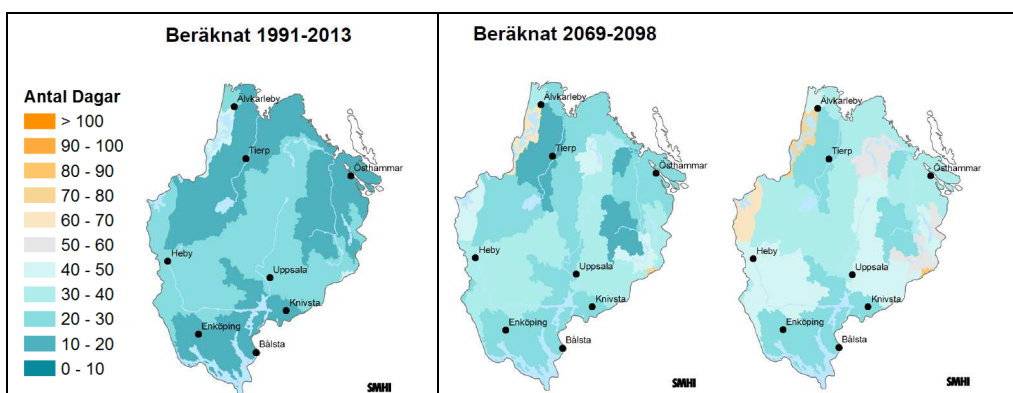 Beräknat 1991-2013
Antal Dagar
> 100
90 - 100
80 - 90
70 - 80
60 - 70
50 - 60
40 - 50
30 - 40
20 - 30
10 - 20
0 - 10
Älvkarleby
Tierp
Östhammar
Heby
Uppsala
Knivsta
Enköping
Bålsta
SMHI
Beräknat 2069-2098
Älvkarleby
Tierp
Östhammar
Heby
Uppsala
Knivsta
Enköping
Bålsta
SMHI
Älvkarleby
Tierp
Östhammar
Heby
Uppsala
Knivsta
Enköping
Bålsta
SMHI